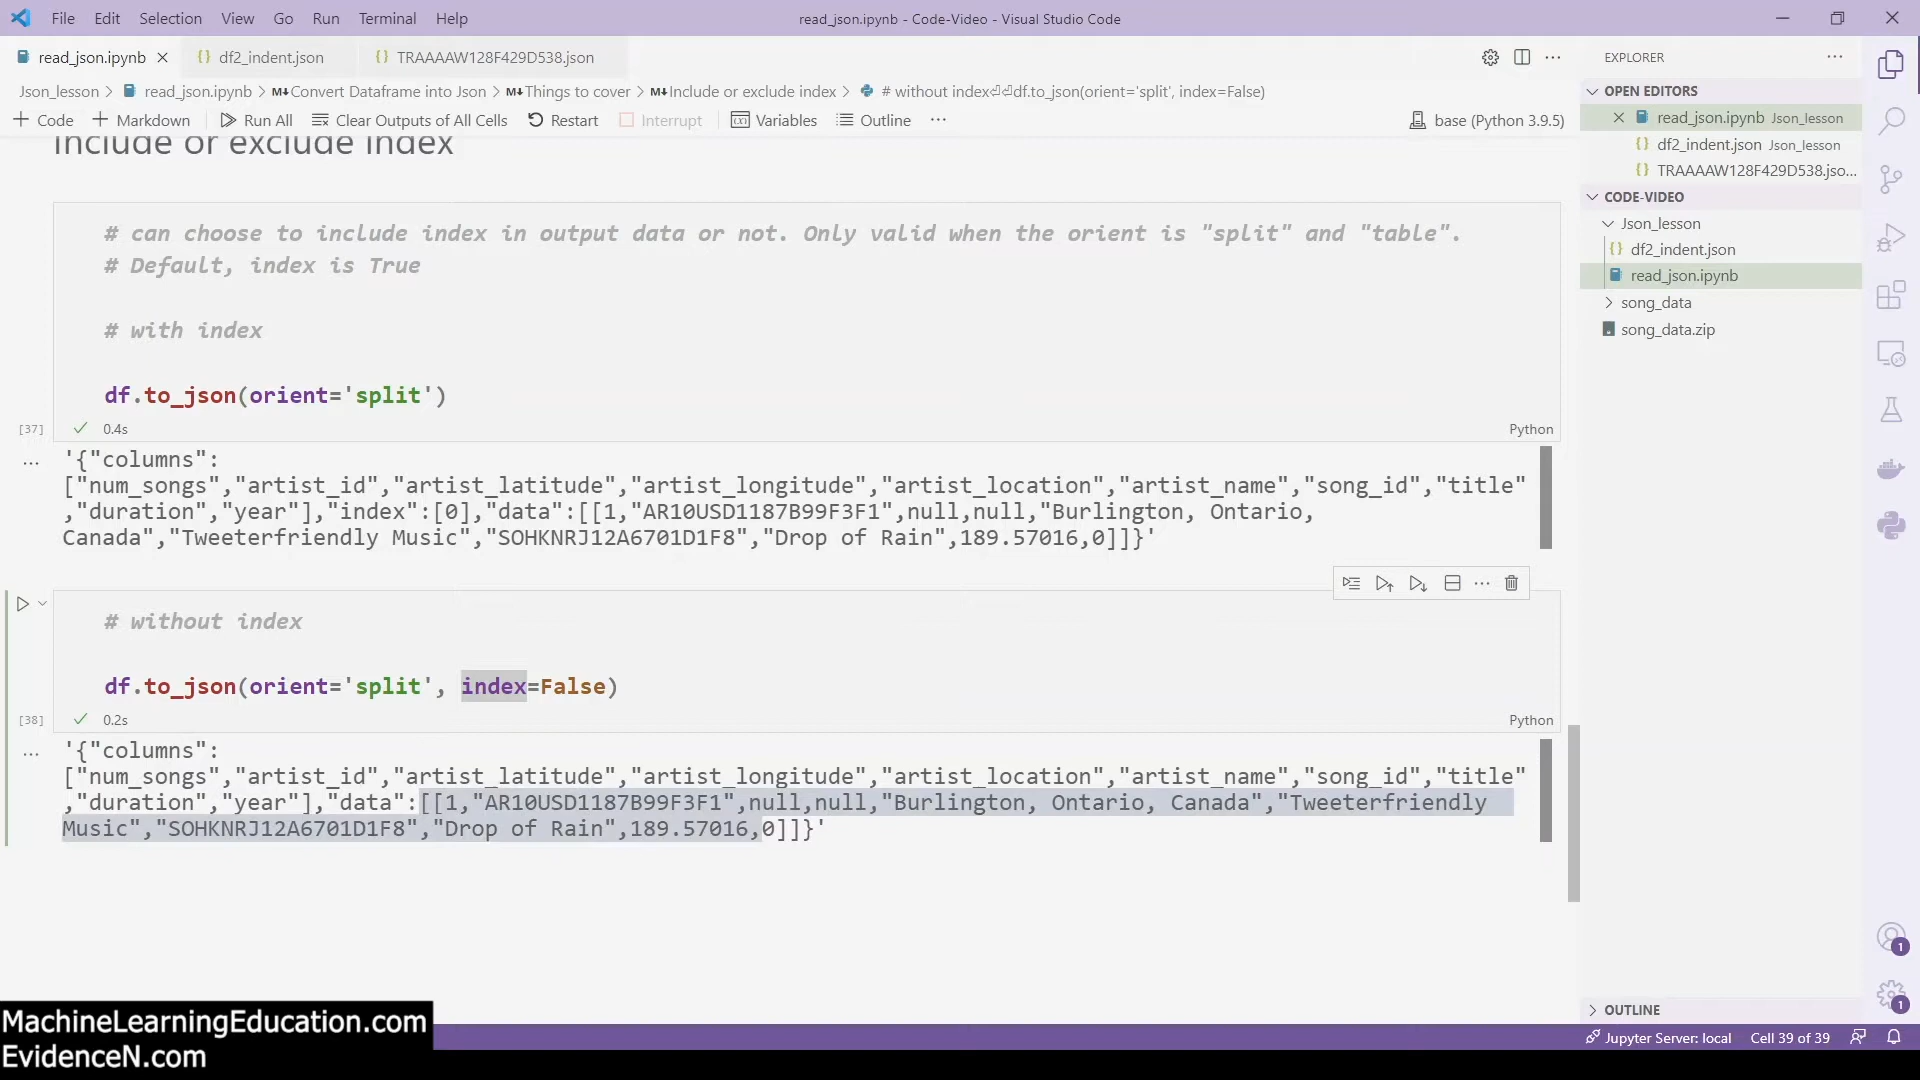 File Edit Selection View Go Run Terminal Help
read_json.ipynb - Code-Video - Visual Studio Code
read_json.ipynb
df2_indent.json
TRAAAAW128F429D538.json
Json_lesson > read_json.ipynb > M↓Convert Dataframe into Json > M↓Things to cover > M↓Include or exclude index > # without index⏎⏎df.to_json(orient='split', index=False)
Code Markdown Run All Clear Outputs of All Cells Restart Interrupt Variables Outline ···
base (Python 3.9.5)
Include or exclude index
# can choose to include index in output data or not. Only valid when the orient is "split" and "table".
# Default, index is True
# with index
df.to_json(orient='split')
[37]
0.4s
Python
'{"columns":
["num_songs","artist_id","artist_latitude","artist_longitude","artist_location","artist_name","song_id","title"
,"duration","year"],"index":[0],"data":[[1,"AR10USD1187B99F3F1",null,null,"Burlington, Ontario,
Canada","Tweeterfriendly Music","SOHKNRJ12A6701D1F8","Drop of Rain",189.57016,0]]}'
# without index
df.to_json(orient='split', index=False)
[38]
0.2s
Python
'{"columns":
["num_songs","artist_id","artist_latitude","artist_longitude","artist_location","artist_name","song_id","title"
,"duration","year"],"data":[[1,"AR10USD1187B99F3F1",null,null,"Burlington, Ontario, Canada","Tweeterfriendly
Music","SOHKNRJ12A6701D1F8","Drop of Rain",189.57016,0]]}'
EXPLORER
OPEN EDITORS
read_json.ipynb Json_lesson
df2_indent.json Json_lesson
TRAAAAW128F429D538.jso...
CODE-VIDEO
Json_lesson
df2_indent.json
read_json.ipynb
song_data
song_data.zip
1
1
OUTLINE
Jupyter Server: local Cell 39 of 39
MachineLearningEducation.com
EvidenceN.com